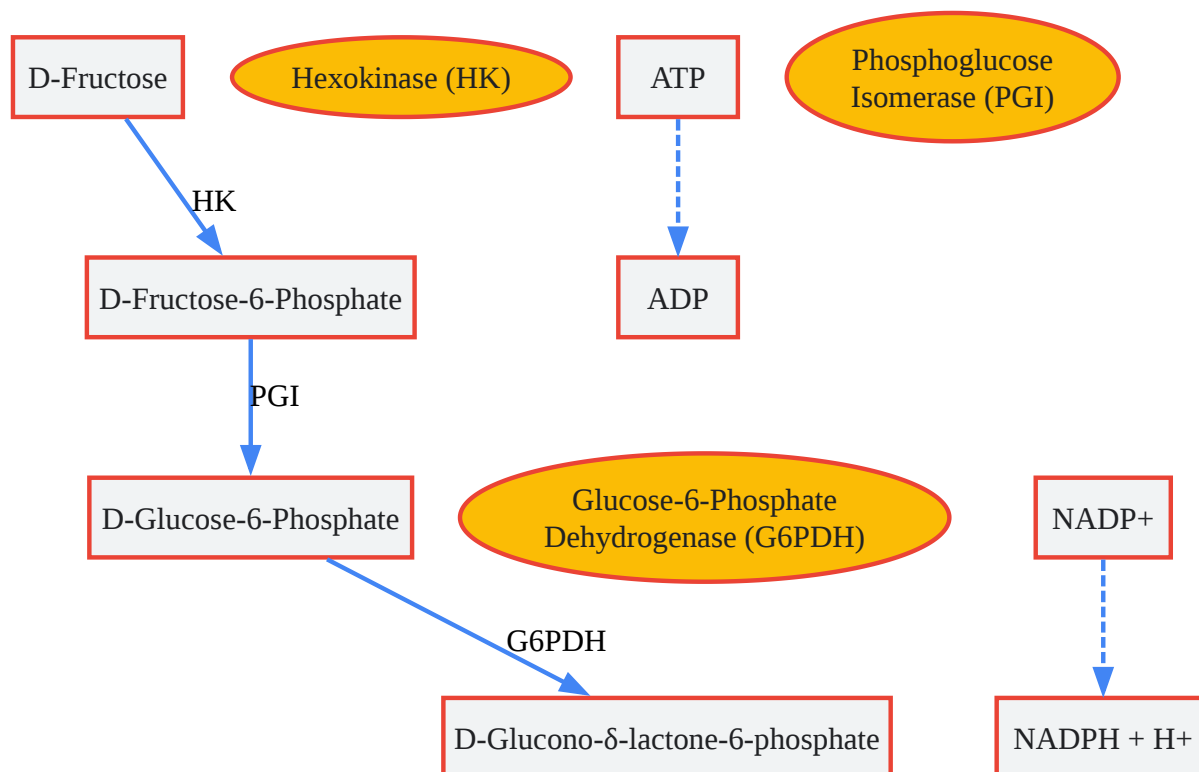 D-Fructose
Hexokinase (HK)
ATP
Phosphoglucose
Isomerase (PGI)
HK
D-Fructose-6-Phosphate
ADP
PGI
D-Glucose-6-Phosphate
Glucose-6-Phosphate
Dehydrogenase (G6PDH)
NADP+
G6PDH
D-Glucono-δ-lactone-6-phosphate
NADPH + H+